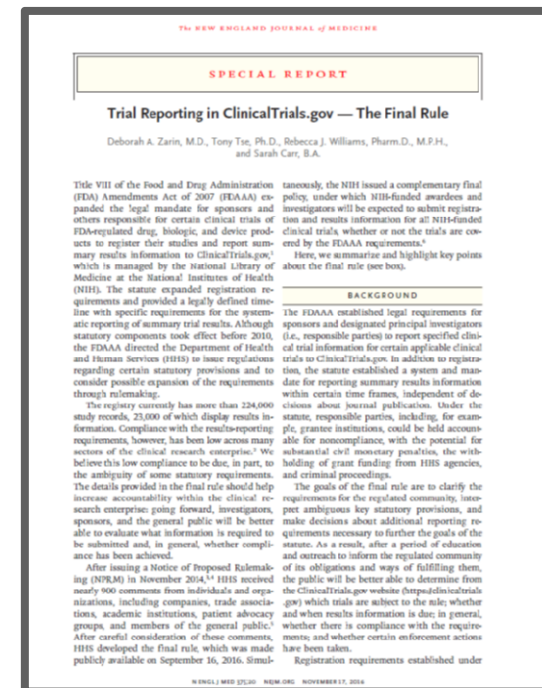 The NEW ENGLAND JOURNAL of MEDICINE
SPECIAL REPORT
Trial Reporting in ClinicalTrials.gov — The Final Rule
Deborah A. Zarin, M.D., Tony Tse, Ph.D., Rebecca J. Williams, Pharm.D., M.P.H.,
and Sarah Carr, B.A.
Title VIII of the Food and Drug Administration
(FDA) Amendments Act of 2007 (FDAAA) ex-
panded the legal mandate for sponsors and
others responsible for certain clinical trials of
FDA-regulated drug, biologic, and device prod-
ucts to register their studies and report sum-
mary results information to ClinicalTrials.gov,¹
which is managed by the National Library of
Medicine at the National Institutes of Health
(NIH). The statute expanded registration re-
quirements and provided a legally defined time-
line with specific requirements for the system-
atic reporting of summary trial results. Although
statutory components took effect before 2010,
the FDAAA directed the Department of Health
and Human Services (HHS) to issue regulations
regarding certain statutory provisions and to
consider possible expansion of the requirements
through rulemaking.
The registry currently has more than 224,000
study records, 23,000 of which display results in-
formation. Compliance with the results-reporting
requirements, however, has been low across many
sectors of the clinical research enterprise.² We
believe this low compliance to be due, in part, to
the ambiguity of some statutory requirements.
The details provided in the final rule should help
increase accountability within the clinical re-
search enterprise: going forward, investigators,
sponsors, and the general public will be better
able to evaluate what information is required to
be submitted and, in general, whether compli-
ance has been achieved.
After issuing a Notice of Proposed Rulemak-
ing (NPRM) in November 2014,³,⁴ HHS received
nearly 900 comments from individuals and orga-
nizations, including companies, trade associa-
tions, academic institutions, patient advocacy
groups, and members of the general public.⁵
After careful consideration of these comments,
HHS developed the final rule, which was made
publicly available on September 16, 2016. Simul-
taneously, the NIH issued a complementary final
policy, under which NIH-funded awardees and
investigators will be expected to submit registra-
tion and results information for all NIH-funded
clinical trials, whether or not the trials are cov-
ered by the FDAAA requirements.⁶
Here, we summarize and highlight key points
about the final rule (see box).
BACKGROUND
The FDAAA established legal requirements for
sponsors and designated principal investigators
(i.e., responsible parties) to report specified clini-
cal trial information for certain applicable clinical
trials to ClinicalTrials.gov. In addition to registra-
tion, the statute established a system and man-
date for reporting summary results information
within certain time frames, independent of de-
cisions about journal publication. Under the
statute, responsible parties, including, for exam-
ple, grantee institutions, could be held account-
able for noncompliance, with the potential for
substantial civil monetary penalties, the with-
holding of grant funding from HHS agencies,
and criminal proceedings.
The goals of the final rule are to clarify the
requirements for the regulated community, inter-
pret ambiguous key statutory provisions, and
make decisions about additional reporting re-
quirements necessary to further the goals of the
statute. As a result, after a period of education
and outreach to inform the regulated community
of its obligations and ways of fulfilling them,
the public will be better able to determine from
the ClinicalTrials.gov website (https://clinicaltrials
.gov) which trials are subject to the rule; whether
and when results information is due; in general,
whether there is compliance with the require-
ments; and whether certain enforcement actions
have been taken.
Registration requirements established under
N ENGL J MED 375;20 NEJM.ORG NOVEMBER 17, 2016